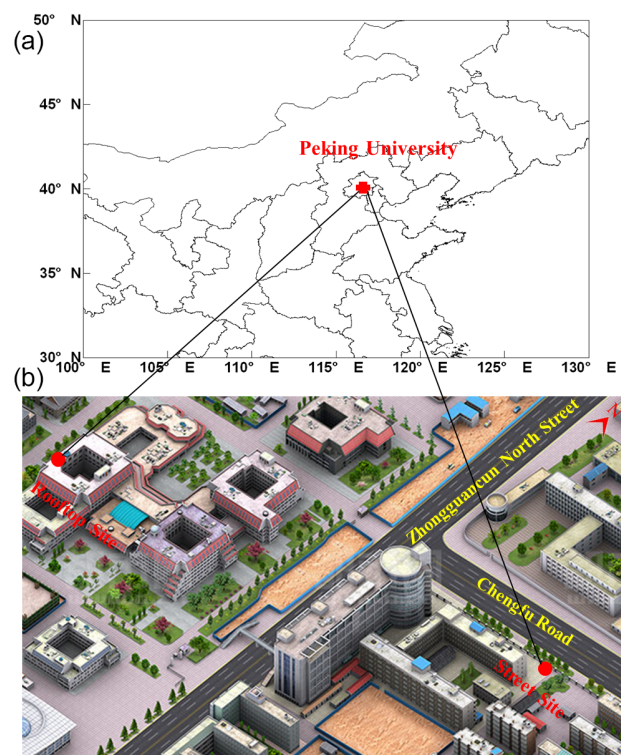 (a)
50° N
45°
40°
35°
30°
Peking University
100° E 105° E 110° E 115° E 120° E 125° E 130° E
(b)
N
Zhongguancun North Street
Rooftop Site
Chengfu Road
Street Site